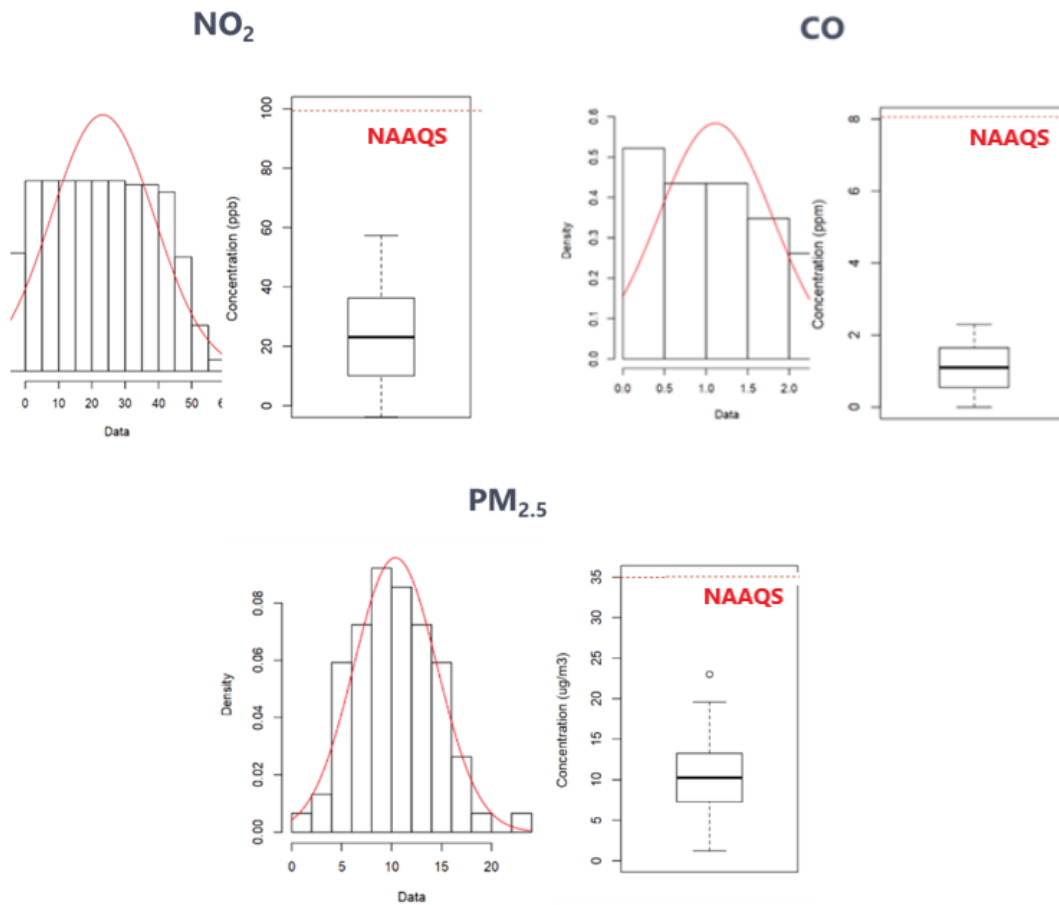 NO₂
CO
Concentration (ppb)
0 20 40 60 80 100
NAAQS
0 10 20 30 40 50
Data
Density
0.0 0.1 0.2 0.3 0.4 0.5 0.6
0.0 0.5 1.0 1.5 2.0
Data
Concentration (ppm)
0 2 4 6 8
NAAQS
PM₂.₅
Density
0.00 0.02 0.04 0.06 0.08
0 5 10 15 20
Data
Concentration (ug/m3)
0 5 10 15 20 25 30 35
NAAQS